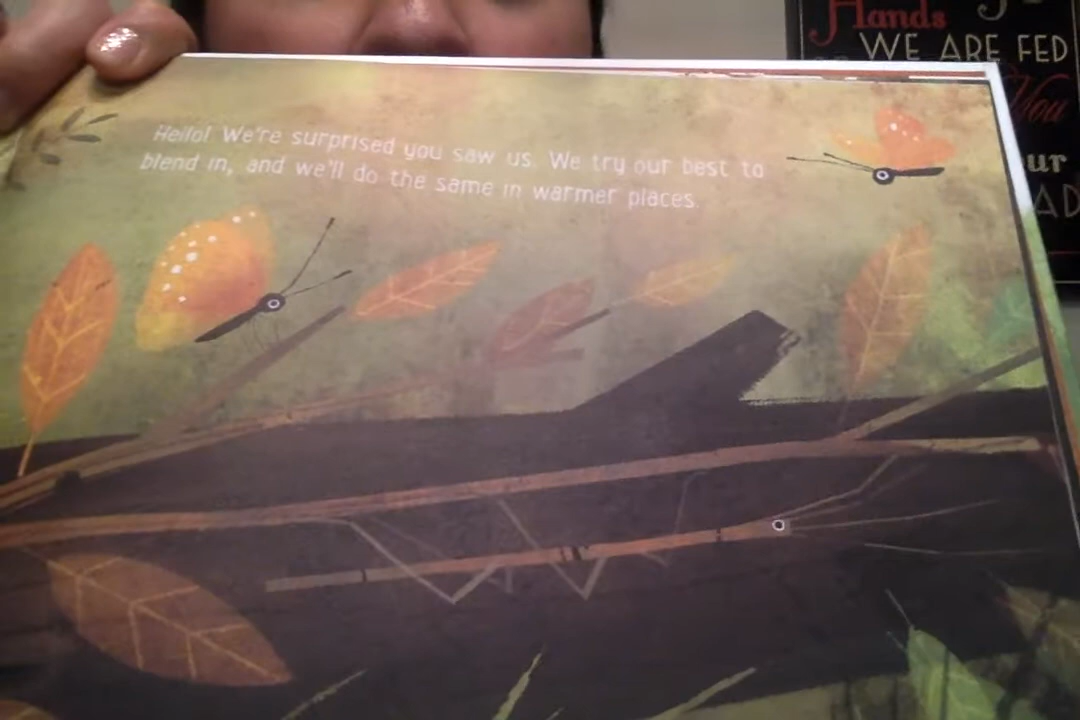 Hello! We're surprised you saw us. We try our best to
blend in, and we'll do the same in warmer places.
Hands
WE ARE FED
You
ur
AD